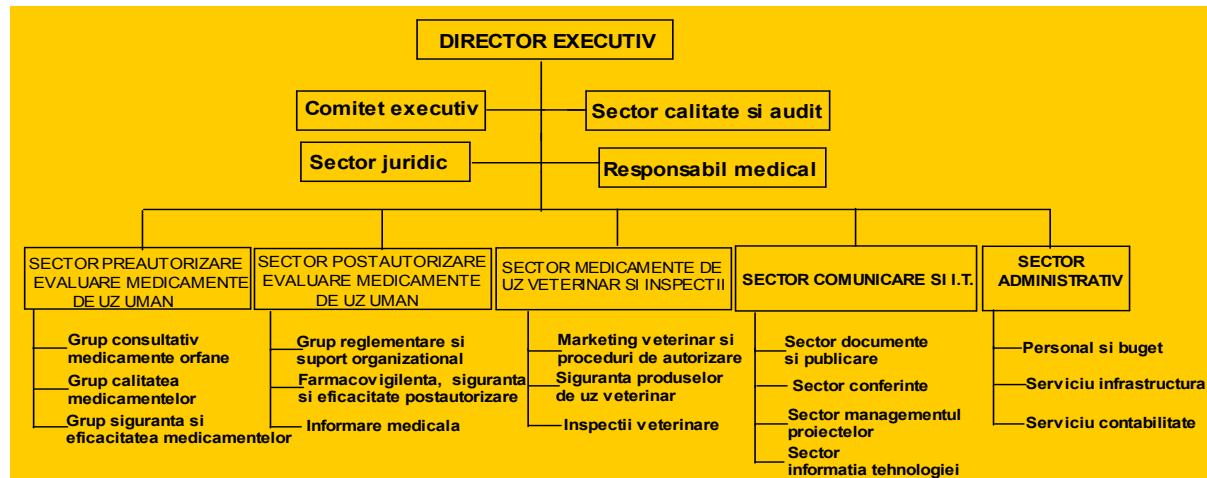 DIRECTOR EXECUTIV
Comitet executiv
Sector calitate si audit
Sector juridic
Responsabil medical
SECTOR PREAUTORIZARE
EVALUARE MEDICAMENTE
DE UZ UMAN
SECTOR POSTAUTORIZARE
EVALUARE MEDICAMENTE
DE UZ UMAN
SECTOR MEDICAMENTE DE
UZ VETERINAR SI INSPECTII
SECTOR COMUNICARE SI I.T.
SECTOR
ADMINISTRATIV
Grup consultativ
medicamente orfane
Grup calitatea
medicamentelor
Grup siguranta si
eficacitatea medicamentelor
Grup reglementare si
suport organizational
Farmacovigilenta, siguranta
si eficacitate postautorizare
Informare medicala
Marketing veterinar si
proceduri de autorizare
Siguranta produselor
de uz veterinar
Inspectii veterinare
Sector documente
si publicare
Sector conferinte
Sector managementul
proiectelor
Sector
informatia tehnologiei
Personal si buget
Serviciu infrastructura
Serviciu contabilitate